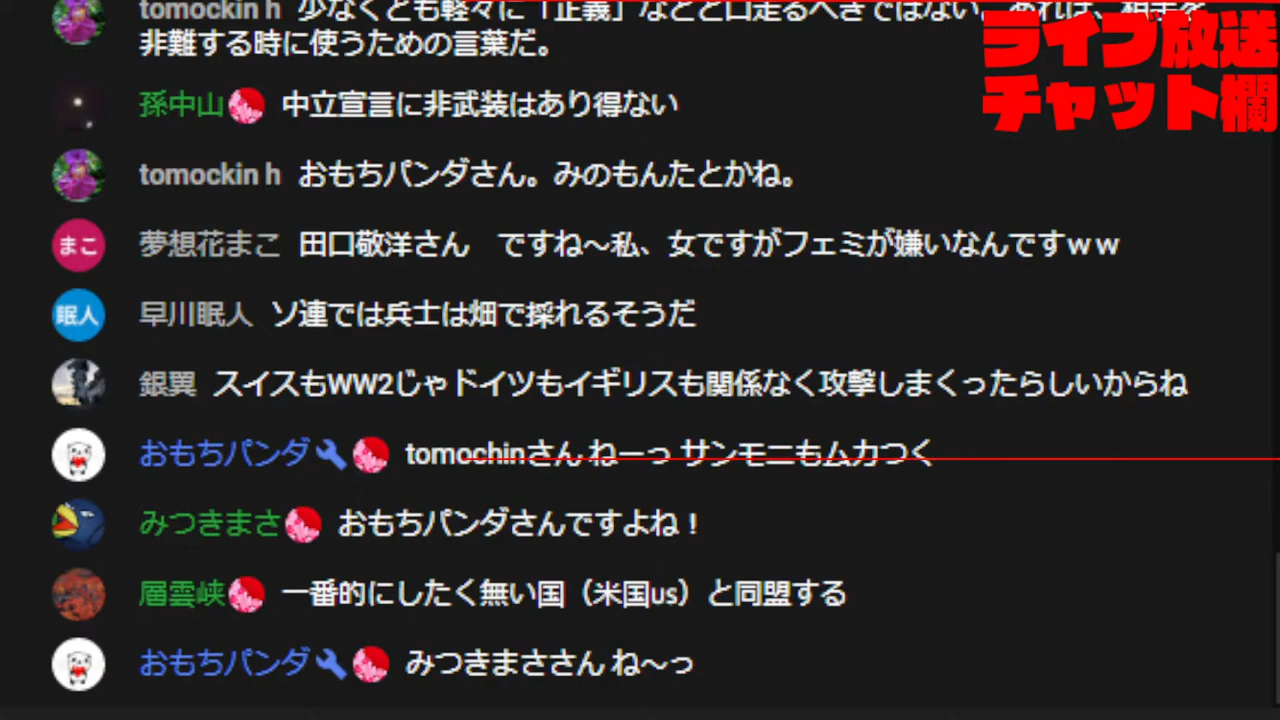 tomockin h 少なくとも軽々に「正義」などと口走るべきではない。あれは、相手を
非難する時に使うための言葉だ。
ライブ放送
チャット欄
孫中山 中立宣言に非武装はあり得ない
tomockin h おもちパンダさん。みのもんたとかね。
まこ 夢想花まこ 田口敬洋さん　ですね～私、女ですがフェミが嫌いなんですｗｗ
眠人 早川眠人 ソ連では兵士は畑で採れるそうだ
銀翼 スイスもWW2じゃドイツもイギリスも関係なく攻撃しまくったらしいからね
おもちパンダ tomochinさん ねーっ サンモニもムカつく
みつきまさ おもちパンダさんですよね！
層雲峡 一番的にしたく無い国（米国us）と同盟する
おもちパンダ みつきまささん ね～っ